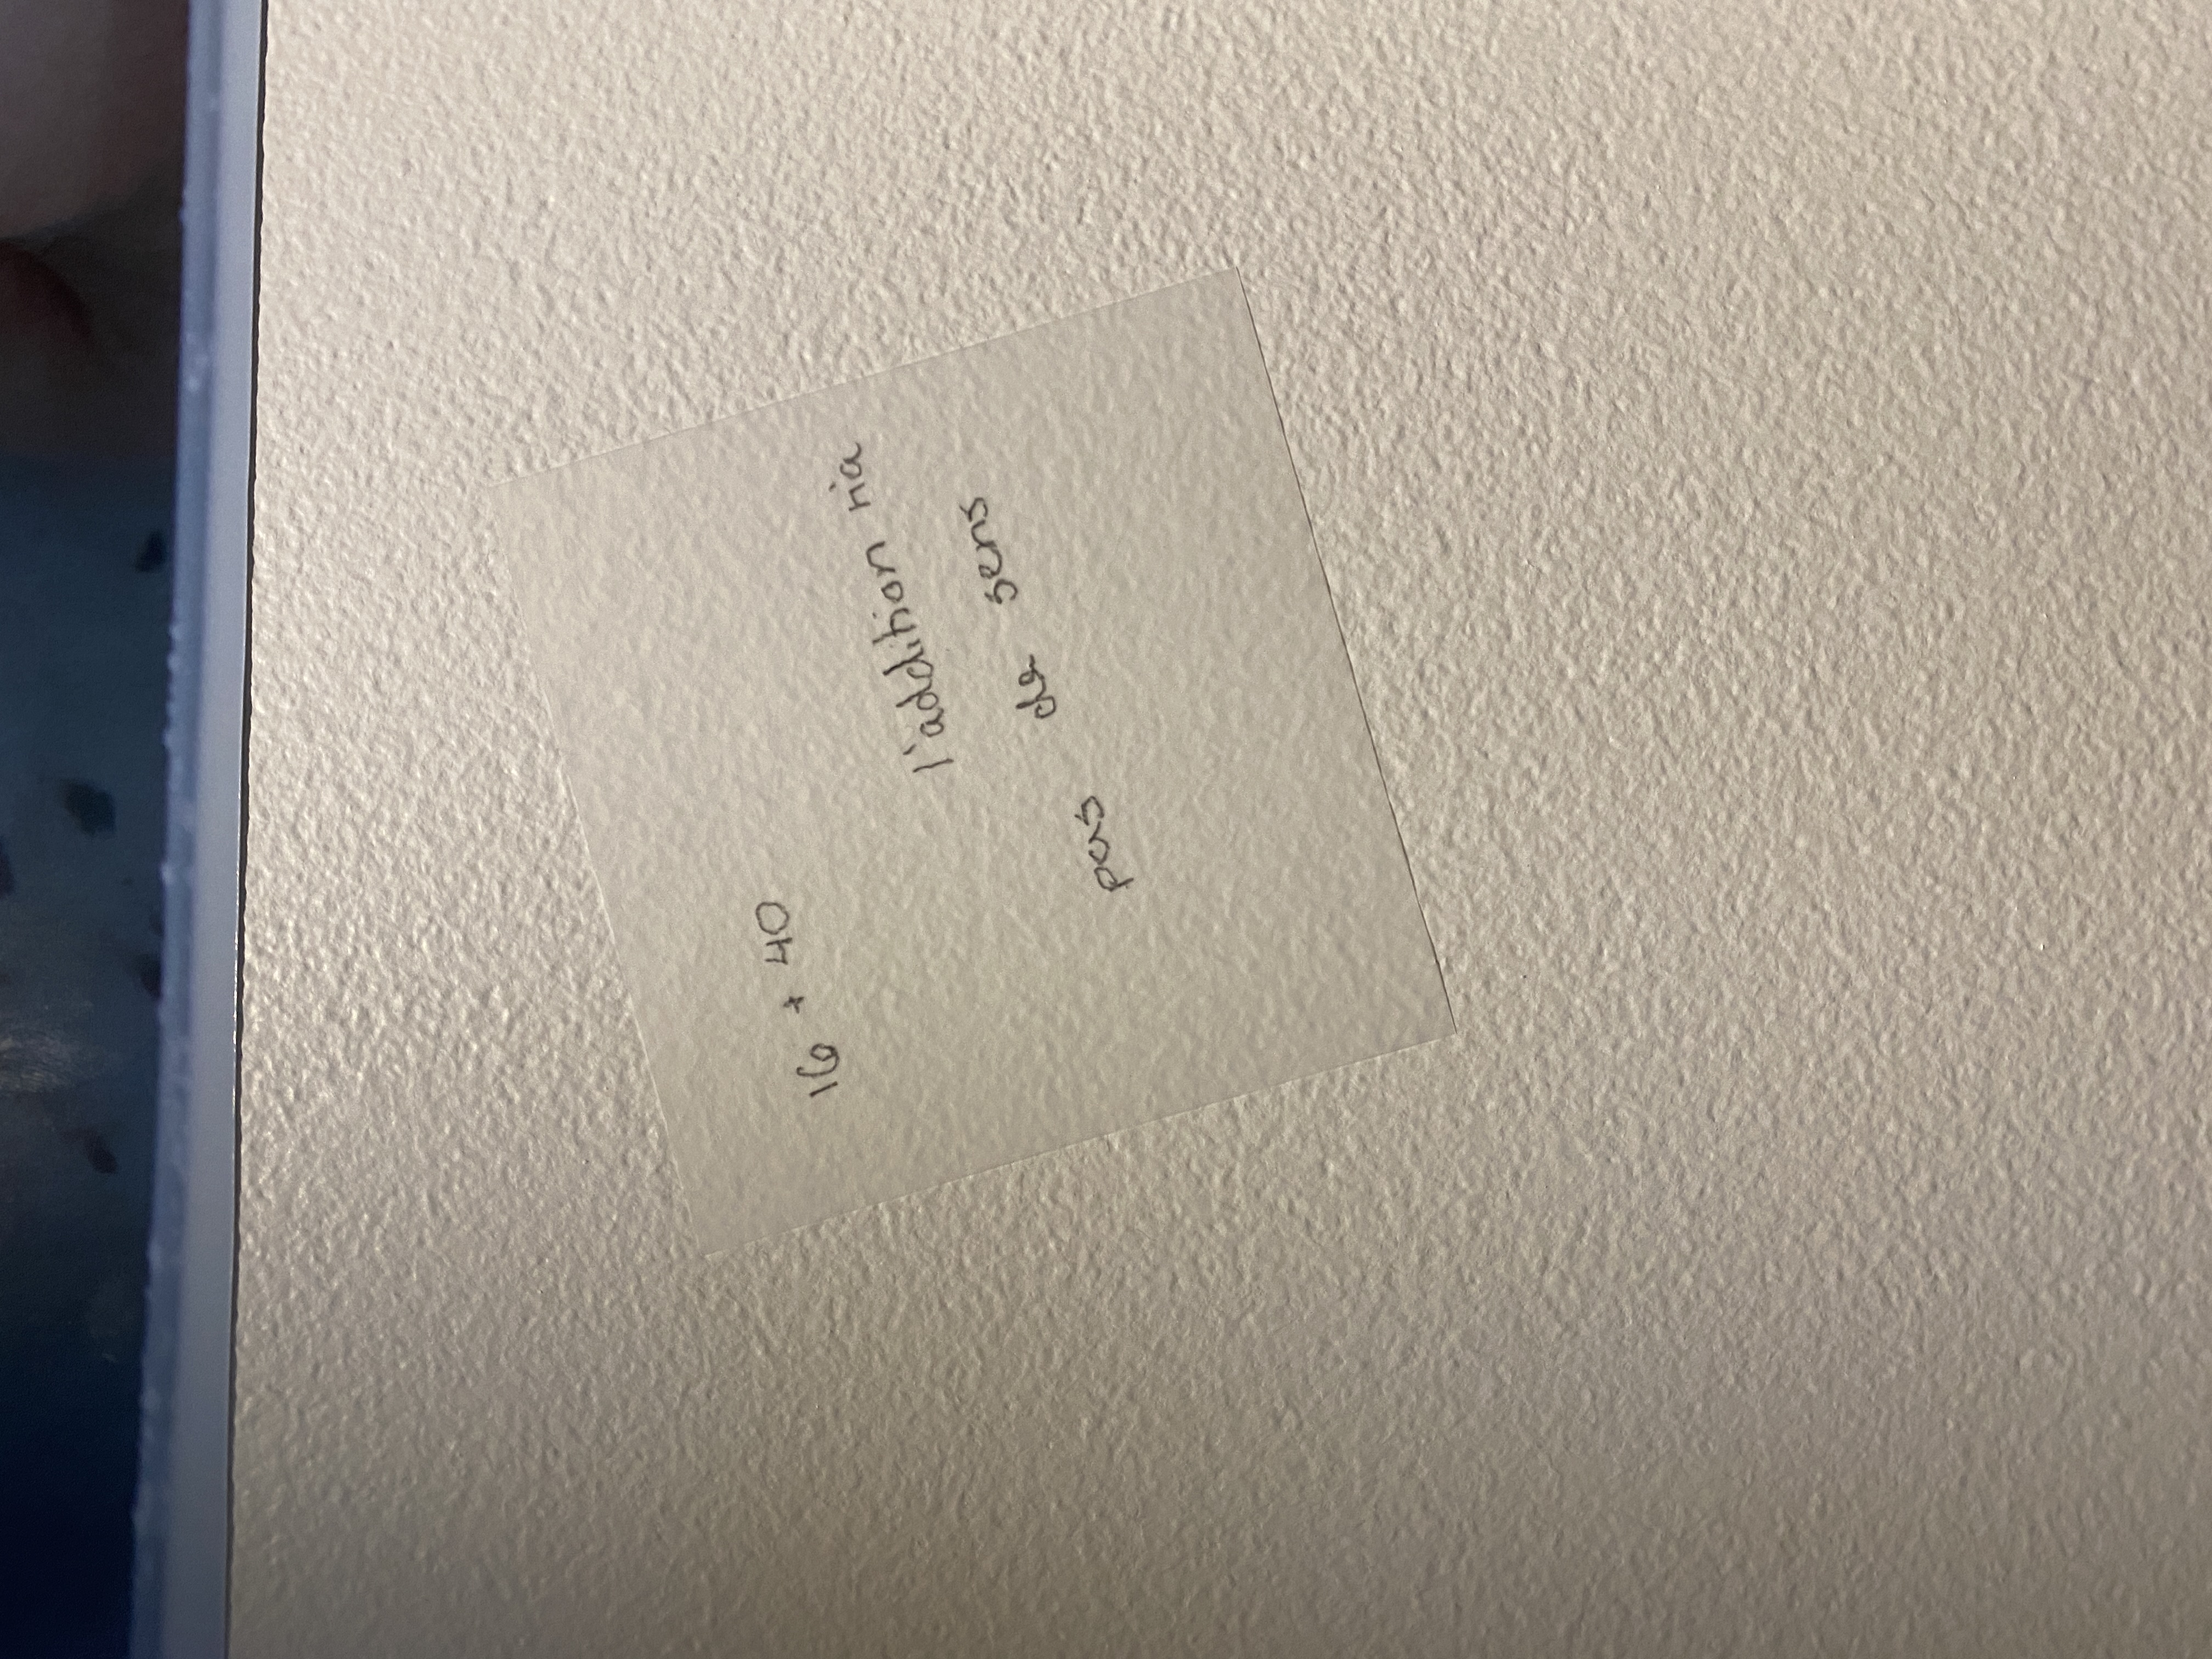 16 + 40
l'addition n'a
pas de sens